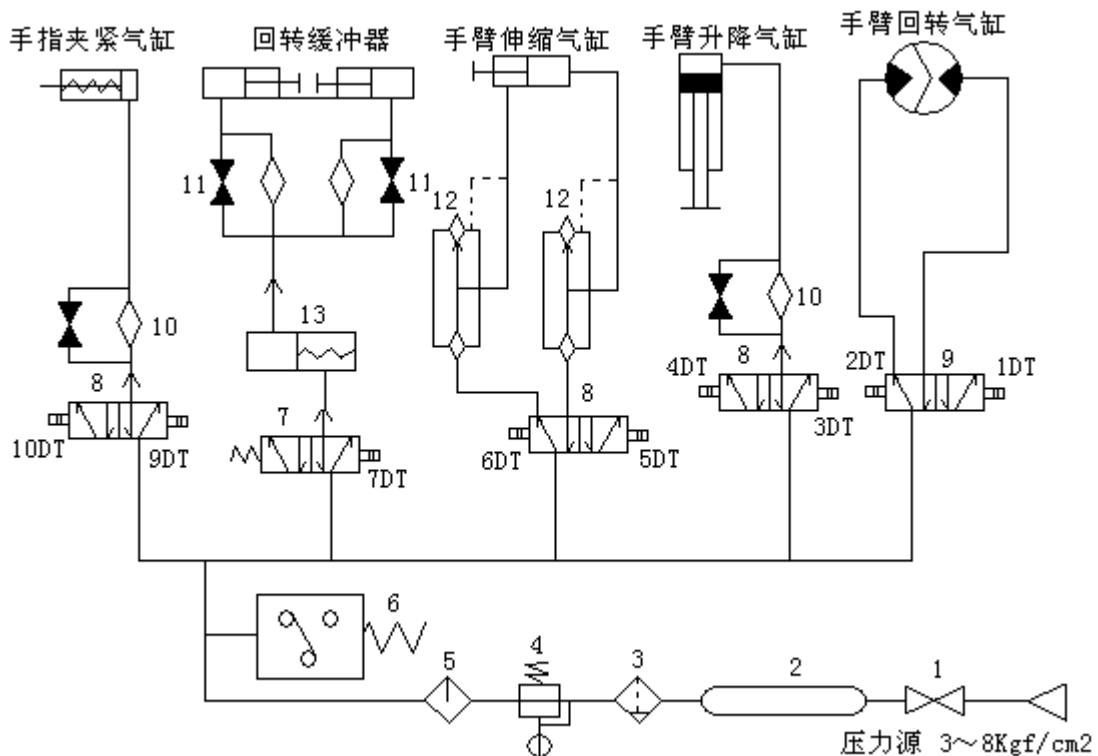 手指夹紧气缸
回转缓冲器
手臂伸缩气缸
手臂升降气缸
手臂回转气缸
11
11
12
12
10
10
13
8
7
8
8
9
10DT
9DT
7DT
6DT
5DT
4DT
3DT
2DT
1DT
6
5
4
3
2
1
压力源 3～8Kgf/cm2